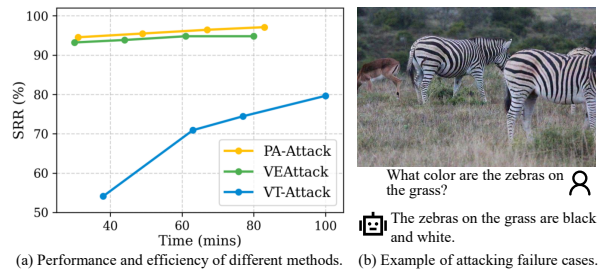 100
90
80
70
60
50
SRR (%)
PA-Attack
VEAttack
VT-Attack
40
60
80
100
Time (mins)
(a) Performance and efficiency of different methods.
What color are the zebras on
the grass?
The zebras on the grass are black
and white.
(b) Example of attacking failure cases.